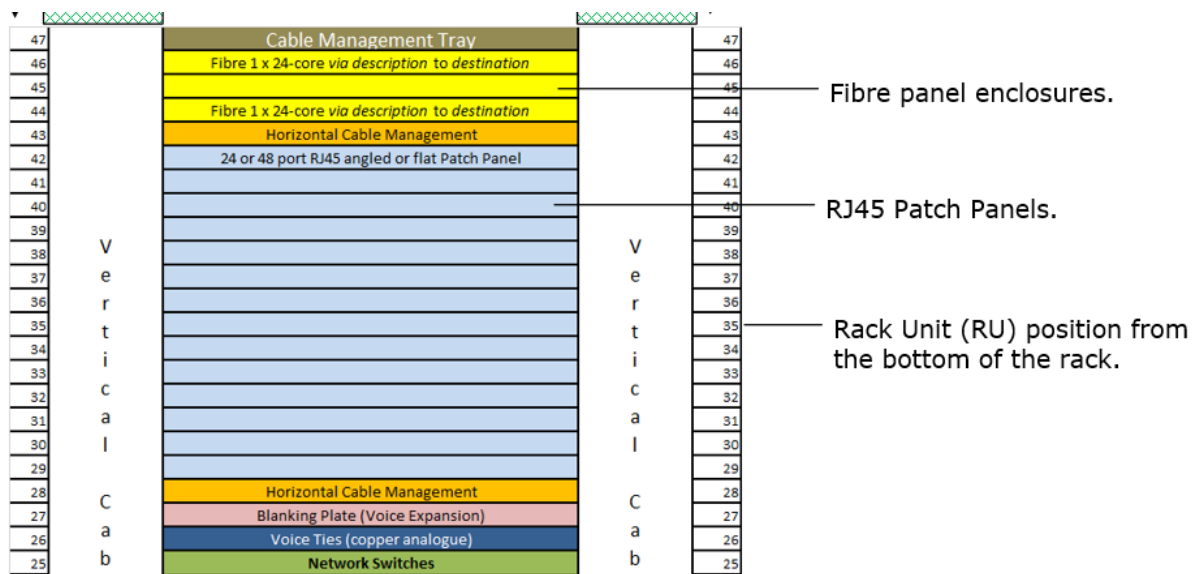 47 Cable Management Tray 47
46 Fibre 1 x 24-core via description to destination 46
45 45
Fibre panel enclosures.
44 Fibre 1 x 24-core via description to destination 44
43 Horizontal Cable Management 43
42 24 or 48 port RJ45 angled or flat Patch Panel 42
41 41
40 40
RJ45 Patch Panels.
39 39
38 38
37 37
36 36
35 35
Rack Unit (RU) position from
the bottom of the rack.
34 34
33 33
32 32
31 31
30 30
29 29
28 Horizontal Cable Management 28
27 Blanking Plate (Voice Expansion) 27
26 Voice Ties (copper analogue) 26
25 Network Switches 25
Vertical Cab
Vertical Cab